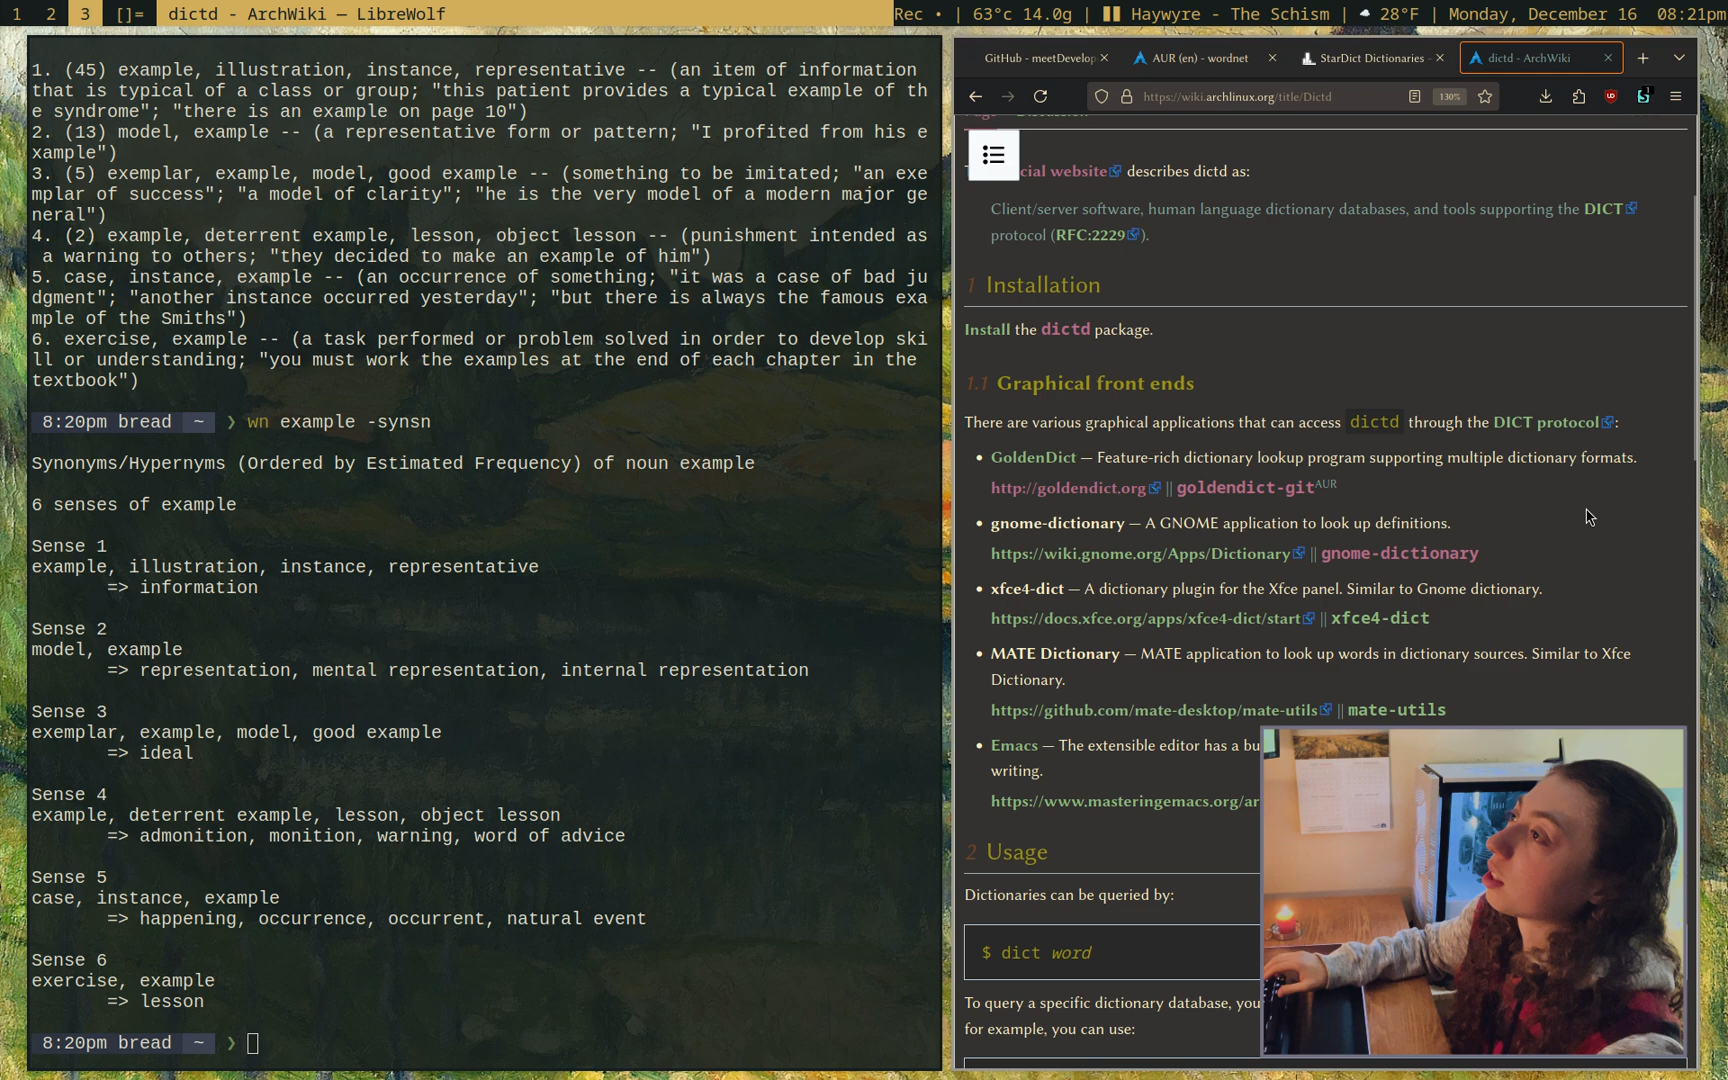 1 2 3 []= dictd - ArchWiki — LibreWolf
Rec • | 63°c 14.0g | Haywyre - The Schism | 28°F | Monday, December 16 08:21pm
1. (45) example, illustration, instance, representative -- (an item of information
that is typical of a class or group; "this patient provides a typical example of th
e syndrome"; "there is an example on page 10")
2. (13) model, example -- (a representative form or pattern; "I profited from his e
xample")
3. (5) exemplar, example, model, good example -- (something to be imitated; "an exe
mplar of success"; "a model of clarity"; "he is the very model of a modern major ge
neral")
4. (2) example, deterrent example, lesson, object lesson -- (punishment intended as
a warning to others; "they decided to make an example of him")
5. case, instance, example -- (an occurrence of something; "it was a case of bad ju
dgment"; "another instance occurred yesterday"; "but there is always the famous exa
mple of the Smiths")
6. exercise, example -- (a task performed or problem solved in order to develop ski
ll or understanding; "you must work the examples at the end of each chapter in the
textbook")
8:20pm bread ~ ❯ wn example -synsn
Synonyms/Hypernyms (Ordered by Estimated Frequency) of noun example
6 senses of example
Sense 1
example, illustration, instance, representative
=> information
Sense 2
model, example
=> representation, mental representation, internal representation
Sense 3
exemplar, example, model, good example
=> ideal
Sense 4
example, deterrent example, lesson, object lesson
=> admonition, monition, warning, word of advice
Sense 5
case, instance, example
=> happening, occurrence, occurrent, natural event
Sense 6
exercise, example
=> lesson
8:20pm bread ~ ❯
GitHub - meetDevelop
AUR (en) - wordnet
StarDict Dictionaries -
dictd - ArchWiki
https://wiki.archlinux.org/title/Dictd
130%
cial website describes dictd as:
Client/server software, human language dictionary databases, and tools supporting the DICT
protocol (RFC:2229).
1 Installation
Install the dictd package.
1.1 Graphical front ends
There are various graphical applications that can access dictd through the DICT protocol:
• GoldenDict — Feature-rich dictionary lookup program supporting multiple dictionary formats.
http://goldendict.org || goldendict-git AUR
• gnome-dictionary — A GNOME application to look up definitions.
https://wiki.gnome.org/Apps/Dictionary || gnome-dictionary
• xfce4-dict — A dictionary plugin for the Xfce panel. Similar to Gnome dictionary.
https://docs.xfce.org/apps/xfce4-dict/start || xfce4-dict
• MATE Dictionary — MATE application to look up words in dictionary sources. Similar to Xfce
Dictionary.
https://github.com/mate-desktop/mate-utils || mate-utils
• Emacs — The extensible editor has a bu
writing.
https://www.masteringemacs.org/ar
2 Usage
Dictionaries can be queried by:
$ dict word
To query a specific dictionary database, you
for example, you can use: